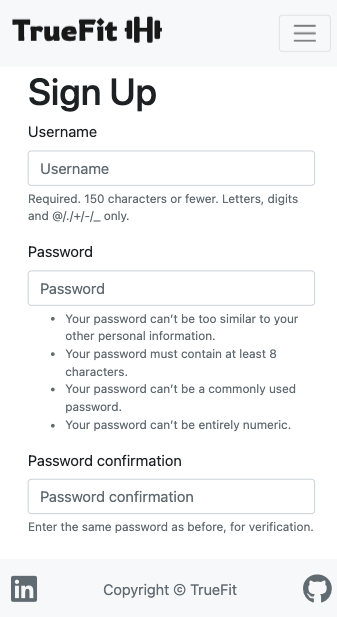 TrueFit
Sign Up
Username
Username
Required. 150 characters or fewer. Letters, digits
and @/./+/-/_ only.
Password
Password
• Your password can’t be too similar to your
other personal information.
• Your password must contain at least 8
characters.
• Your password can’t be a commonly used
password.
• Your password can’t be entirely numeric.
Password confirmation
Password confirmation
Enter the same password as before, for verification.
in
Copyright © TrueFit